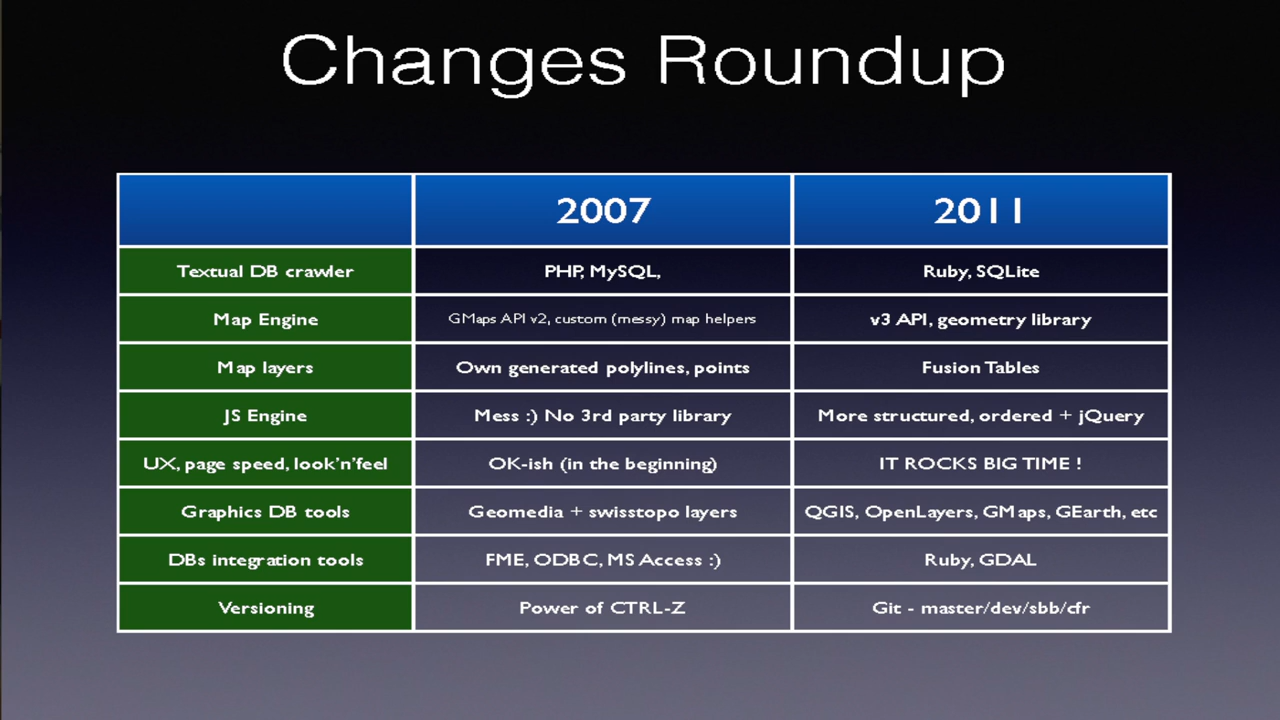 Changes Roundup
2007 2011
Textual DB crawler PHP, MySQL, Ruby, SQLite
Map Engine GMaps API v2, custom (messy) map helpers v3 API, geometry library
Map layers Own generated polylines, points Fusion Tables
JS Engine Mess :) No 3rd party library More structured, ordered + jQuery
UX, page speed, look'n'feel OK-ish (in the beginning) IT ROCKS BIG TIME !
Graphics DB tools Geomedia + swisstopo layers QGIS, OpenLayers, GMaps, GEarth, etc
DBs integration tools FME, ODBC, MS Access :) Ruby, GDAL
Versioning Power of CTRL-Z Git - master/dev/sbb/cfr